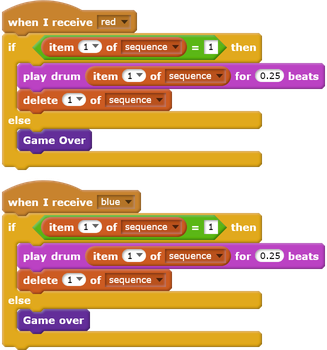 when I receive red
if item 1 of sequence = 1 then
play drum item 1 of sequence for 0.25 beats
delete 1 of sequence
else
Game Over
when I receive blue
if item 1 of sequence = 1 then
play drum item 1 of sequence for 0.25 beats
delete 1 of sequence
else
Game over